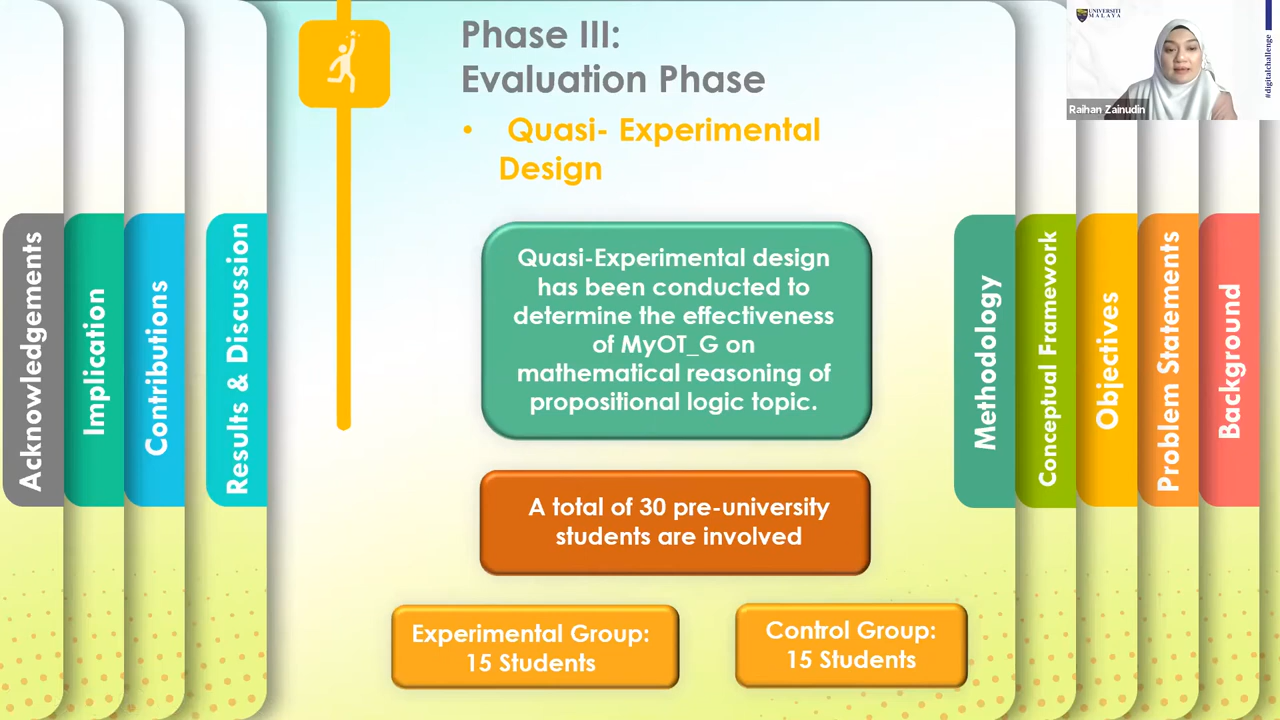 Phase III:
Evaluation Phase
• Quasi- Experimental
Design
Quasi-Experimental design
has been conducted to
determine the effectiveness
of MyOT_G on
mathematical reasoning of
propositional logic topic.
A total of 30 pre-university
students are involved
Experimental Group:
15 Students
Control Group:
15 Students
Acknowledgements
Implication
Contributions
Results & Discussion
Methodology
Conceptual Framework
Objectives
Problem Statements
Background
UNIVERSITI
MALAYA
#digitalchallenge
Raihan Zainudin